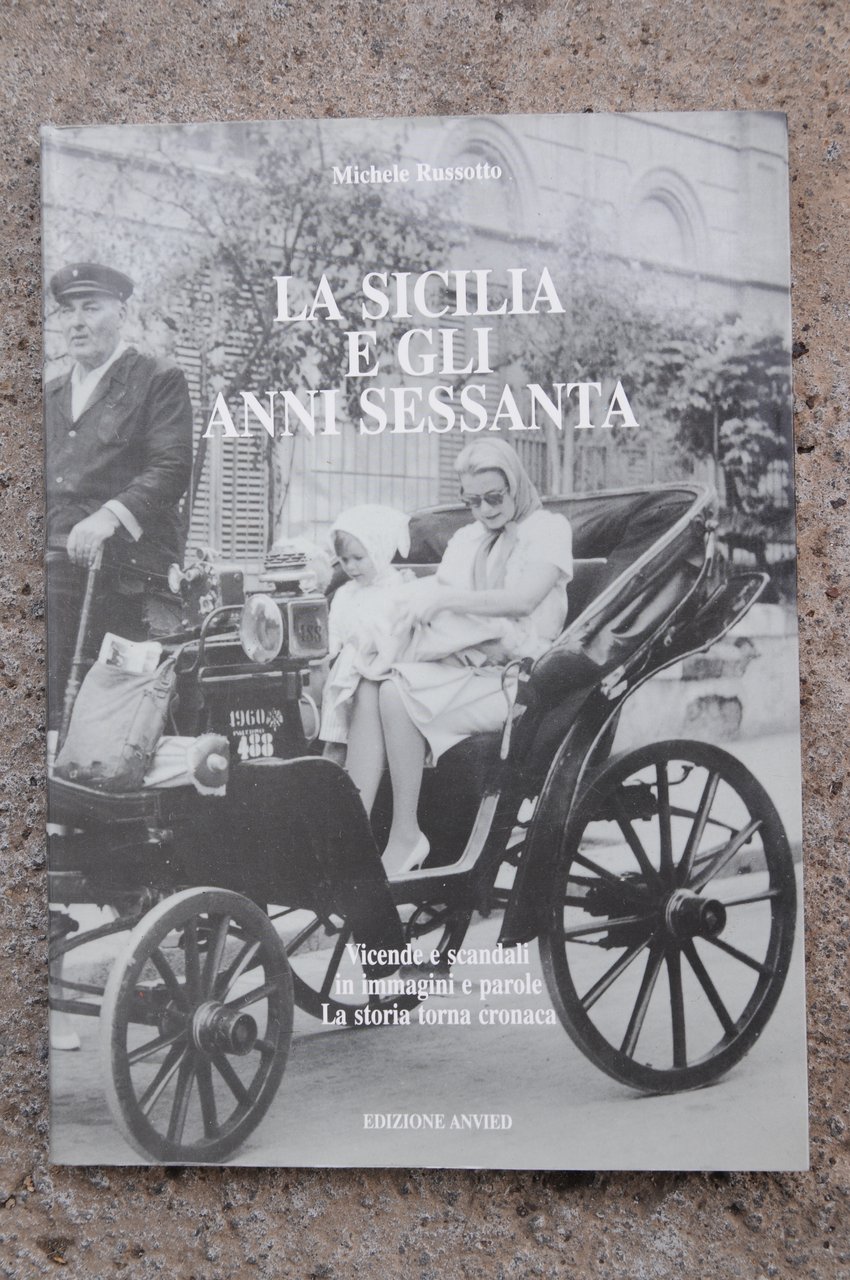 Michele Russotto
LA SICILIA
E GLI
ANNI SESSANTA
1960
PALERMO
488
Vicende e scandali
in immagini e parole
La storia torna cronaca
EDIZIONE ANVIED